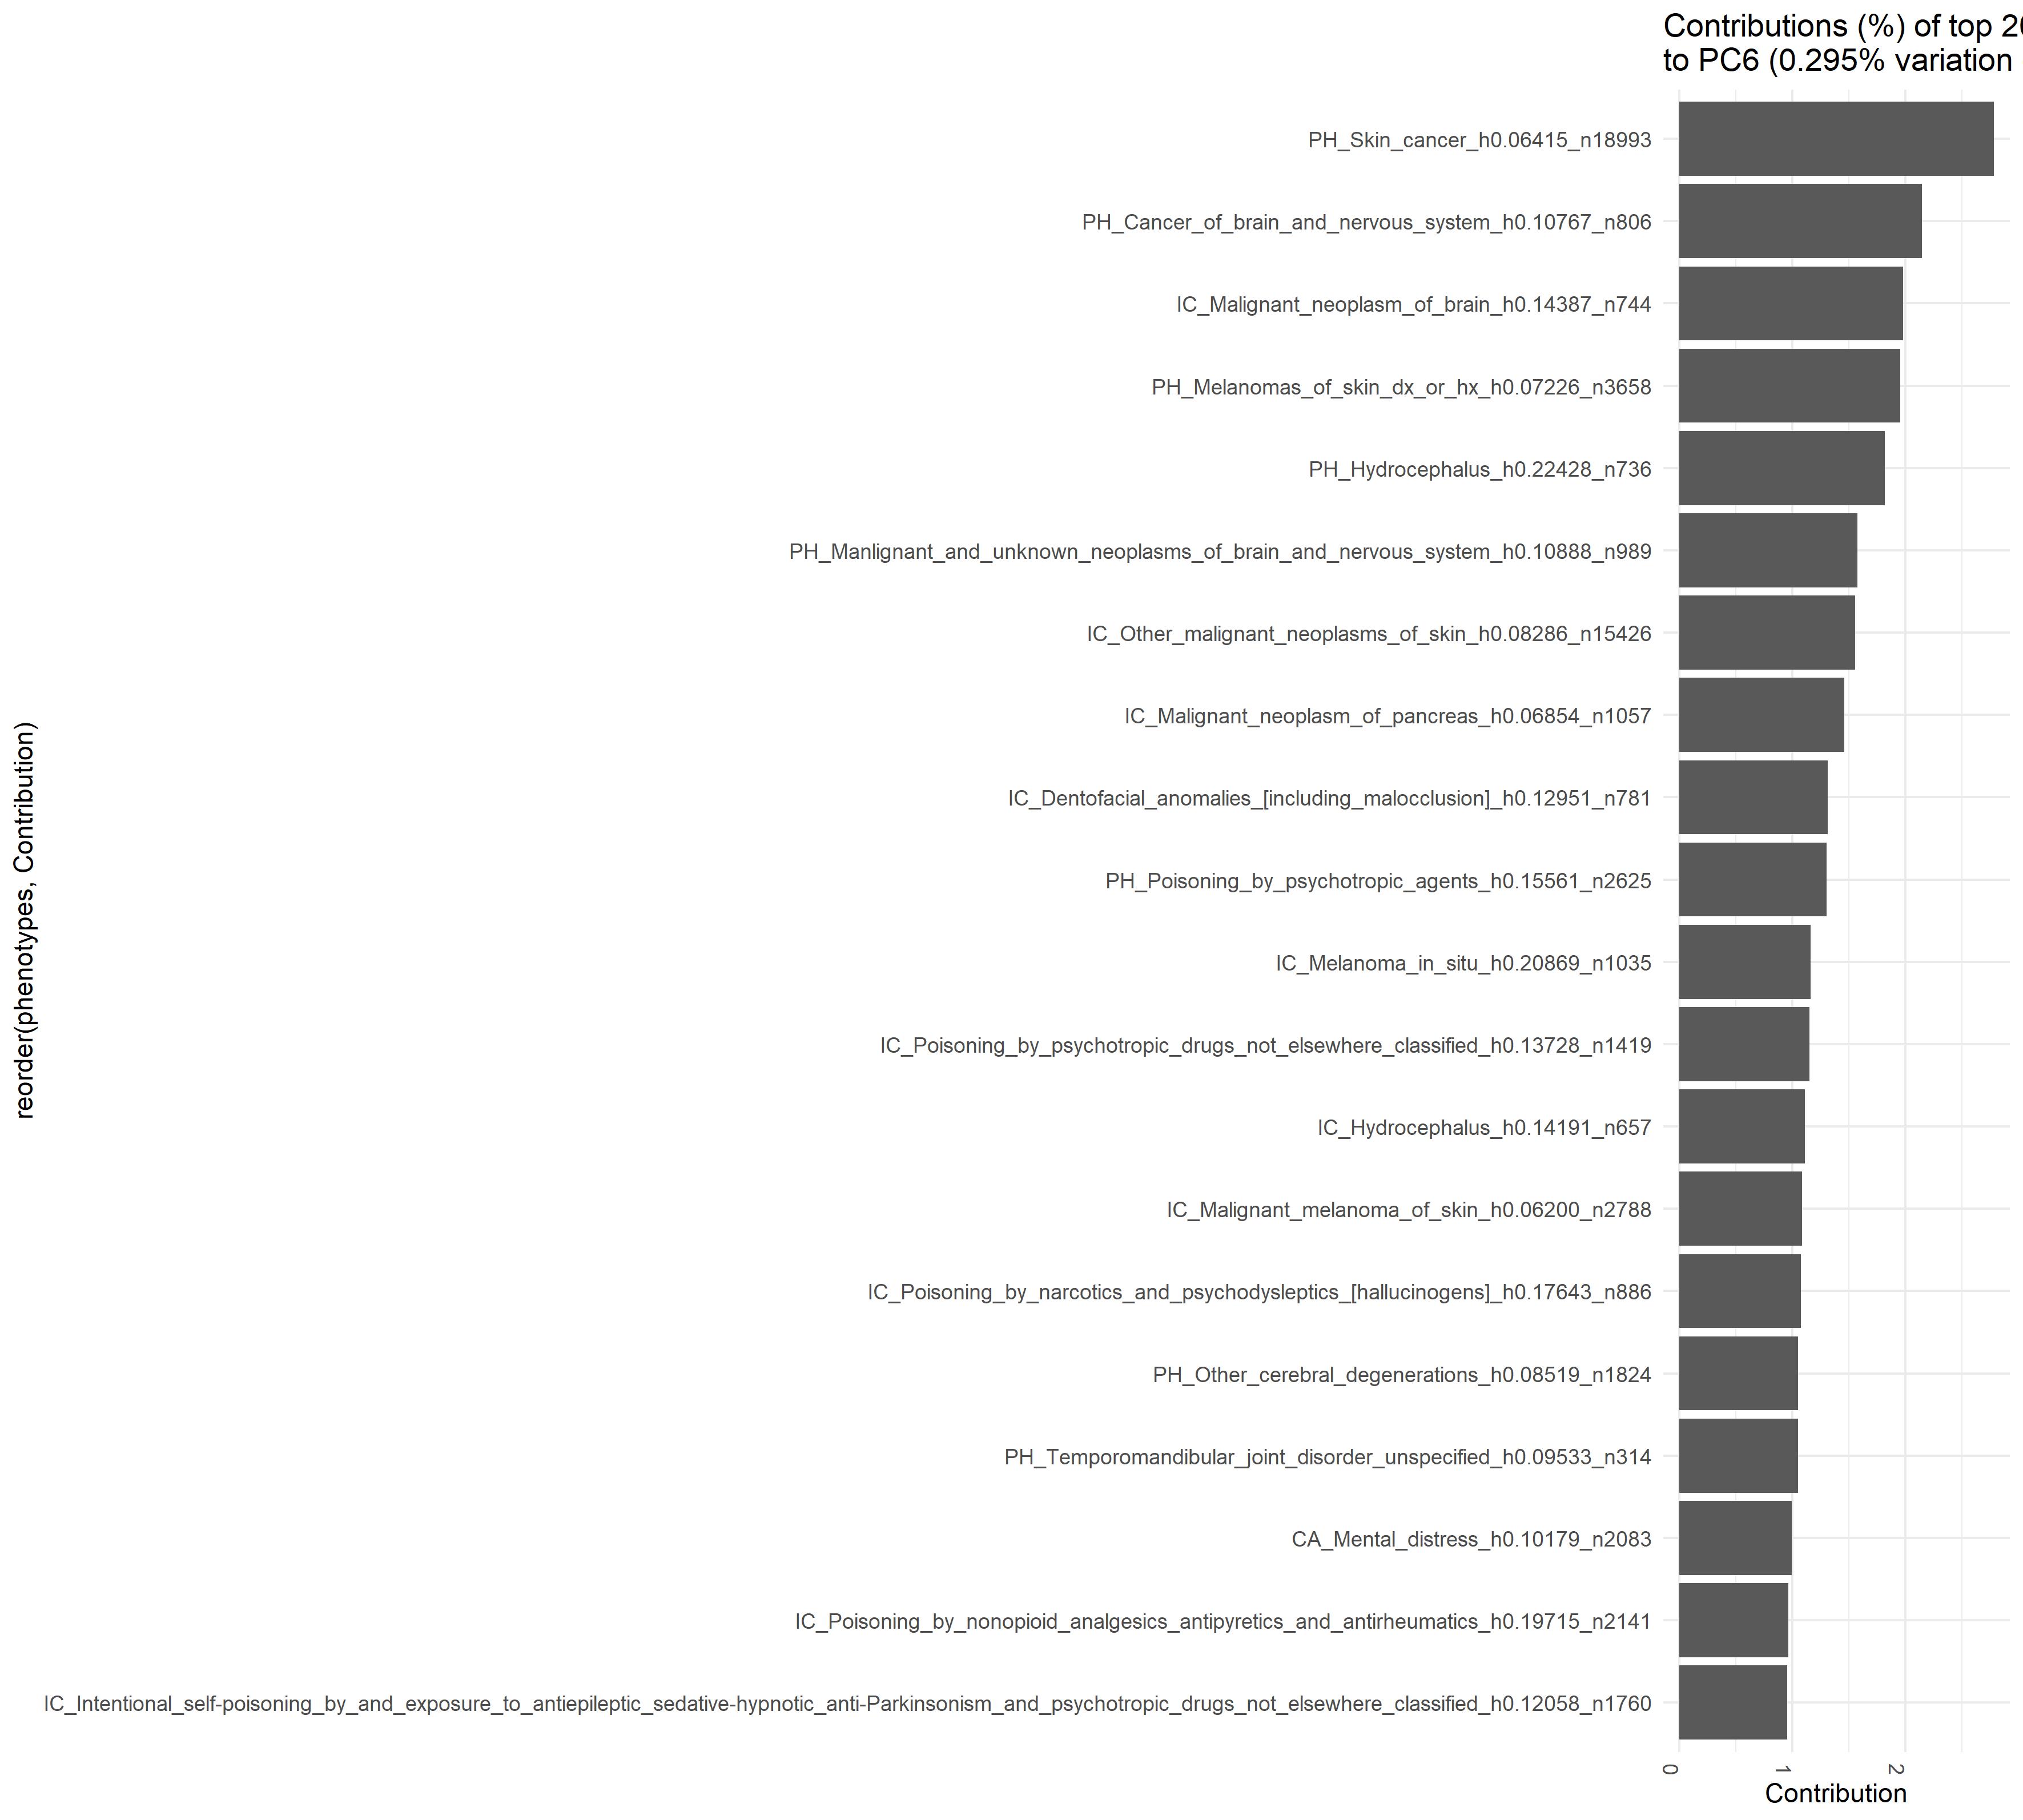 Contributions (%) of top 20
to PC6 (0.295% variation
PH_Skin_cancer_h0.06415_n18993
PH_Cancer_of_brain_and_nervous_system_h0.10767_n806
IC_Malignant_neoplasm_of_brain_h0.14387_n744
PH_Melanomas_of_skin_dx_or_hx_h0.07226_n3658
PH_Hydrocephalus_h0.22428_n736
PH_Manlignant_and_unknown_neoplasms_of_brain_and_nervous_system_h0.10888_n989
IC_Other_malignant_neoplasms_of_skin_h0.08286_n15426
IC_Malignant_neoplasm_of_pancreas_h0.06854_n1057
IC_Dentofacial_anomalies_[including_malocclusion]_h0.12951_n781
PH_Poisoning_by_psychotropic_agents_h0.15561_n2625
IC_Melanoma_in_situ_h0.20869_n1035
IC_Poisoning_by_psychotropic_drugs_not_elsewhere_classified_h0.13728_n1419
IC_Hydrocephalus_h0.14191_n657
IC_Malignant_melanoma_of_skin_h0.06200_n2788
IC_Poisoning_by_narcotics_and_psychodysleptics_[hallucinogens]_h0.17643_n886
PH_Other_cerebral_degenerations_h0.08519_n1824
PH_Temporomandibular_joint_disorder_unspecified_h0.09533_n314
CA_Mental_distress_h0.10179_n2083
IC_Poisoning_by_nonopioid_analgesics_antipyretics_and_antirheumatics_h0.19715_n2141
IC_Intentional_self-poisoning_by_and_exposure_to_antiepileptic_sedative-hypnotic_anti-Parkinsonism_and_psychotropic_drugs_not_elsewhere_classified_h0.12058_n1760
reorder(phenotypes, Contribution)
0 1 2
Contribution